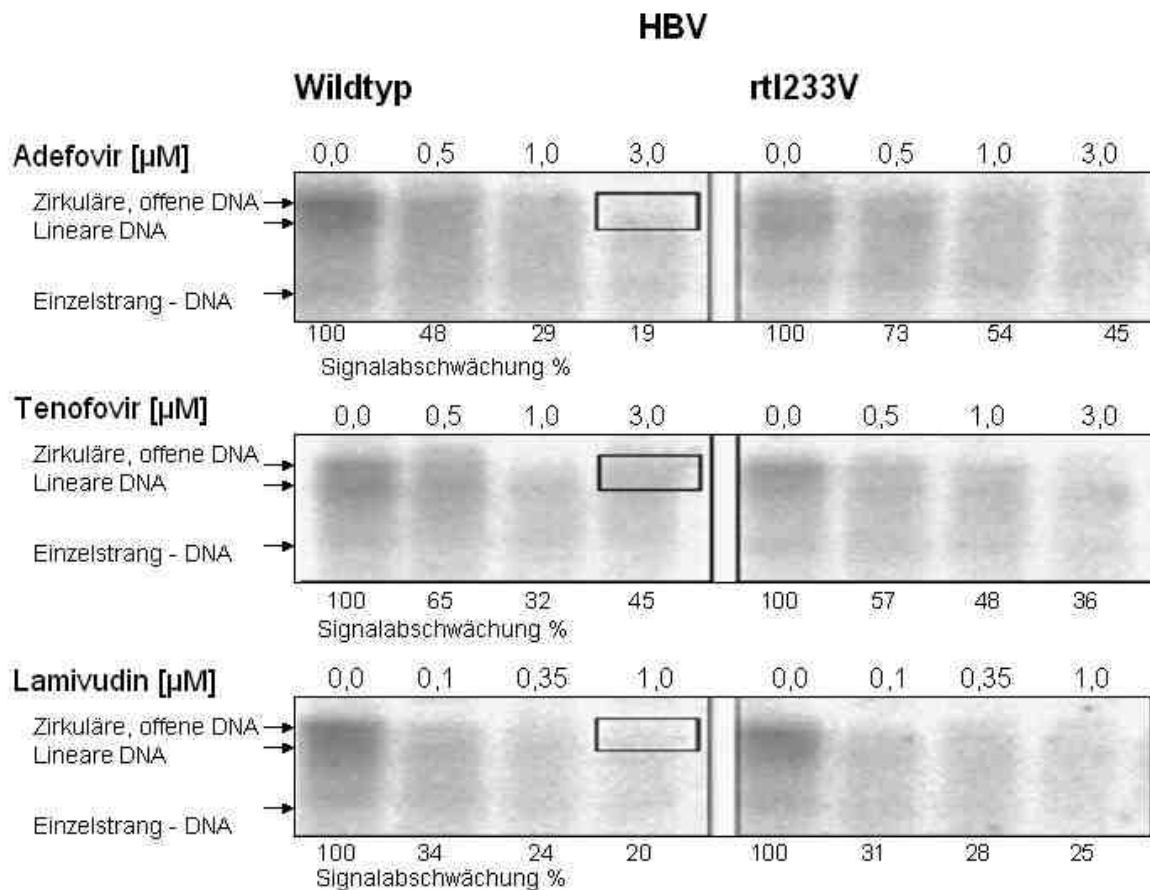 HBV
Wildtyp rtI233V
Adefovir [µM] 0,0 0,5 1,0 3,0 0,0 0,5 1,0 3,0
Zirkuläre, offene DNA
Lineare DNA
Einzelstrang - DNA
100 48 29 19 100 73 54 45
Signalabschwächung %
Tenofovir [µM] 0,0 0,5 1,0 3,0 0,0 0,5 1,0 3,0
Zirkuläre, offene DNA
Lineare DNA
Einzelstrang - DNA
100 65 32 45 100 57 48 36
Signalabschwächung %
Lamivudin [µM] 0,0 0,1 0,35 1,0 0,0 0,1 0,35 1,0
Zirkuläre, offene DNA
Lineare DNA
Einzelstrang - DNA
100 34 24 20 100 31 28 25
Signalabschwächung %